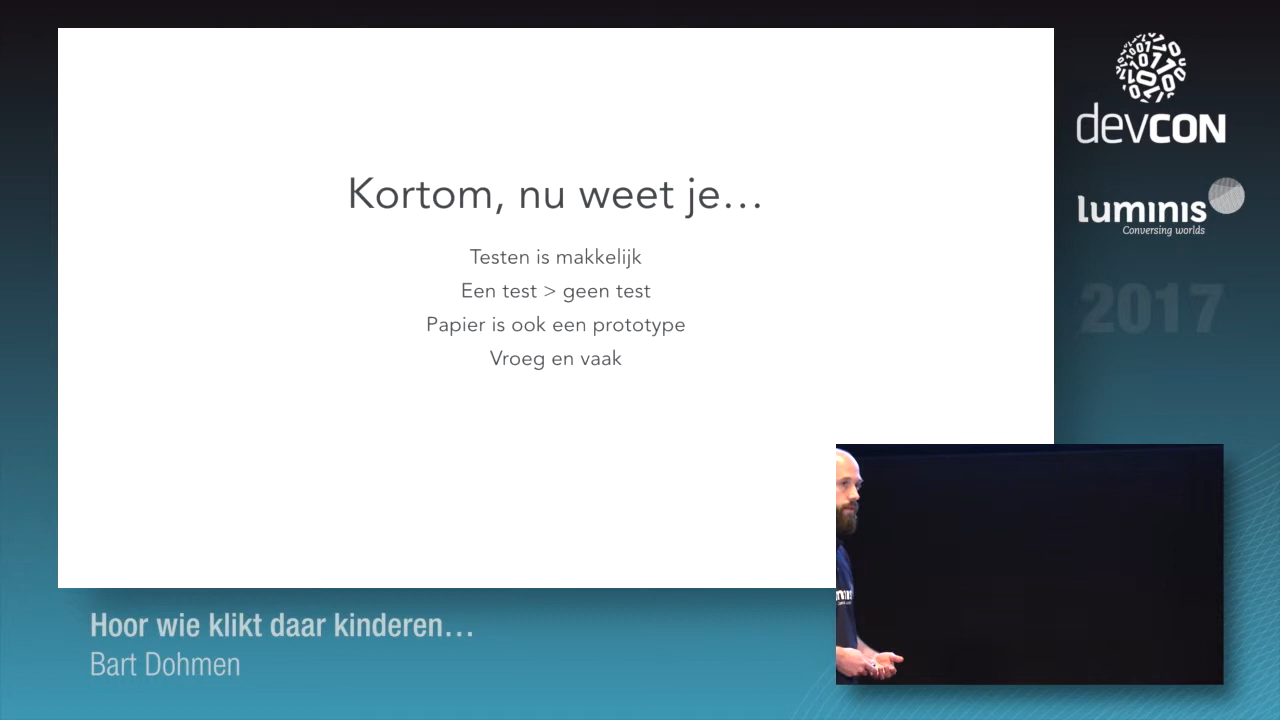 Kortom, nu weet je…
Testen is makkelijk
Een test > geen test
Papier is ook een prototype
Vroeg en vaak
devcon
luminis
Conversing worlds
2017
Hoor wie klikt daar kinderen…
Bart Dohmen